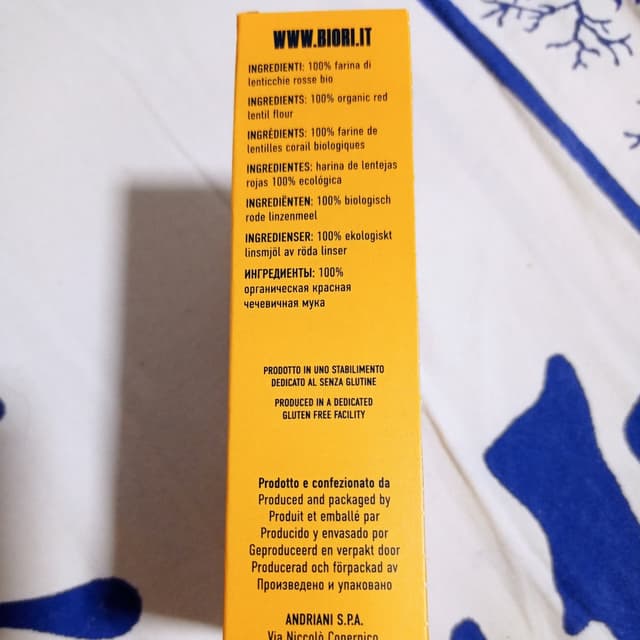 WWW.BIORI.IT
INGREDIENTI: 100% farina di
lenticchie rosse bio
INGREDIENTS: 100% organic red
lentil flour
INGRÉDIENTS: 100% farine de
lentilles corail biologiques
INGREDIENTES: harina de lentejas
rojas 100% ecológica
INGREDIËNTEN: 100% biologisch
rode linzenmeel
INGREDIENSER: 100% ekologiskt
linsmjöl av röda linser
ИНГРЕДИЕНТЫ: 100%
органическая красная
чечевичная мука
PRODOTTO IN UNO STABILIMENTO
DEDICATO AL SENZA GLUTINE
PRODUCED IN A DEDICATED
GLUTEN FREE FACILITY
Prodotto e confezionato da
Produced and packaged by
Produit et emballé par
Producido y envasado por
Geproduceerd en verpakt door
Producerad och förpackad av
Произведено и упаковано
ANDRIANI S.P.A.
Via Niccolò Copernico